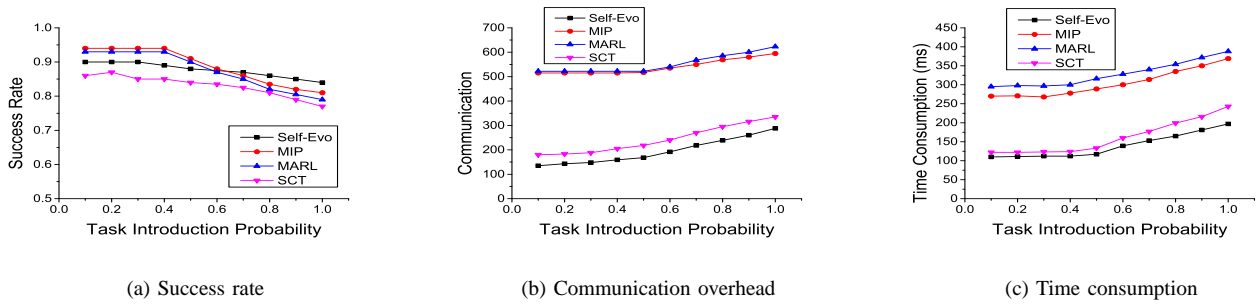 Success Rate
1.0
0.9
0.8
0.7
0.6
0.5
0.0 0.2 0.4 0.6 0.8 1.0
Task Introduction Probability
Self-Evo
MIP
MARL
SCT
(a) Success rate
Communication
700
600
500
400
300
200
100
0
0.0 0.2 0.4 0.6 0.8 1.0
Task Introduction Probability
Self-Evo
MIP
MARL
SCT
(b) Communication overhead
Time Consumption (ms)
450
400
350
300
250
200
150
100
50
0
0.0 0.2 0.4 0.6 0.8 1.0
Task Introduction Probability
Self-Evo
MIP
MARL
SCT
(c) Time consumption